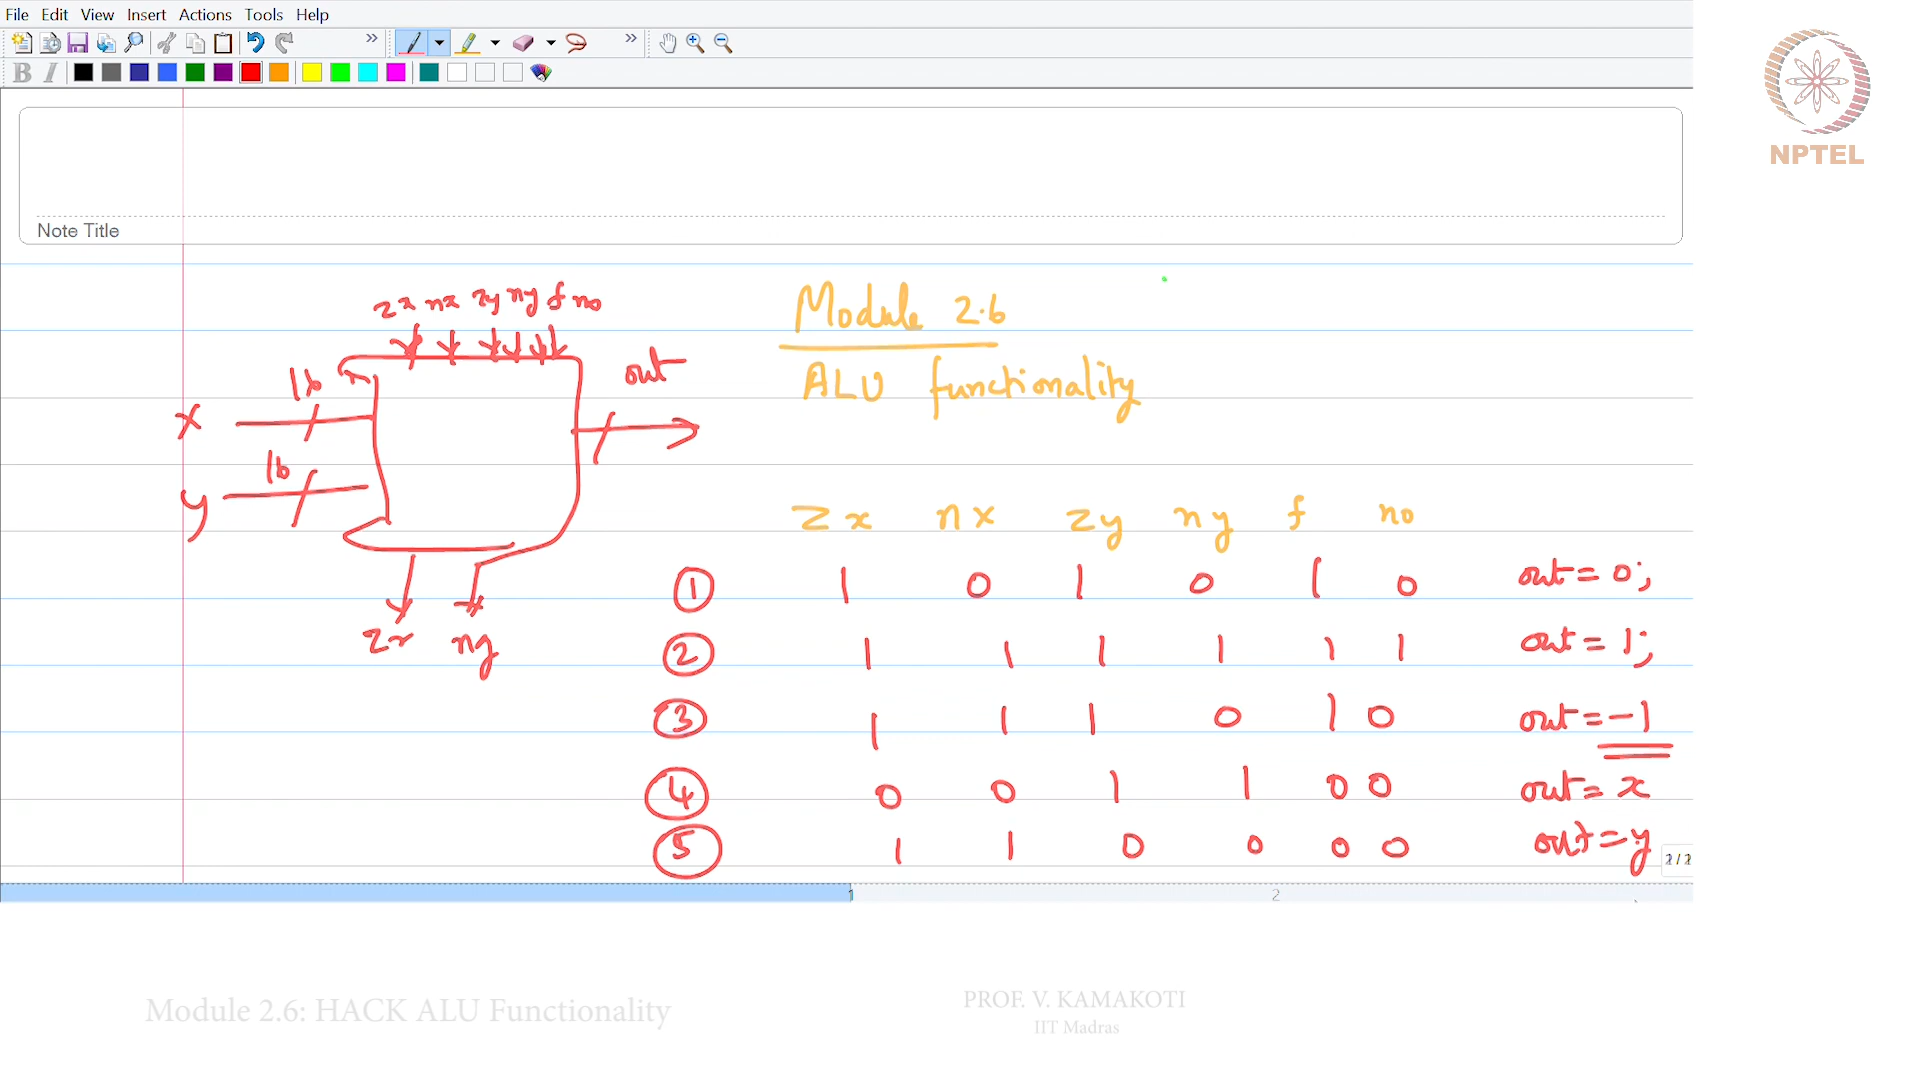 File Edit View Insert Actions Tools Help
B I
NPTEL
Note Title
zx nx zy ny f no
16
x
16
y
out
zr ng
Module 2.6
ALU functionality
zx nx zy ny f no
1 1 0 1 0 1 0 out = 0;
2 1 1 1 1 1 1 out = 1;
3 1 1 1 0 1 0 out = -1
4 0 0 1 1 0 0 out = x
5 1 1 0 0 0 0 out = y
1 2
Module 2.6: HACK ALU Functionality
PROF. V. KAMAKOTI
IIT Madras